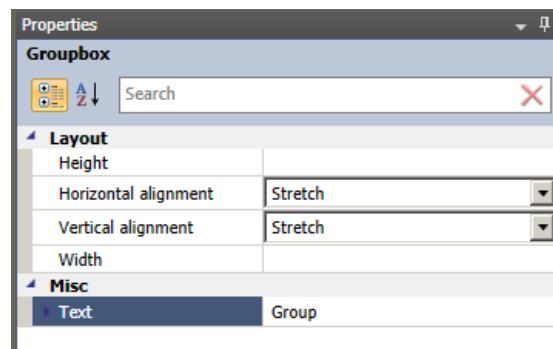 Properties
Groupbox
A
Z
Search
Layout
Height
Horizontal alignment Stretch
Vertical alignment Stretch
Width
Misc
Text Group